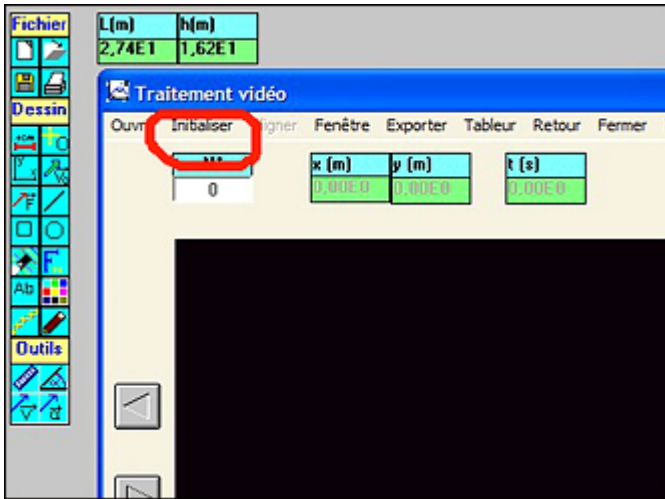 Fichier
L(m) h(m)
2,74E1 1,62E1
Traitement vidéo
Dessin
Initialiser Fenêtre Exporter Tableur Retour Fermer
x (m) y (m) t (s)
0 0,00E0 0,00E0 0,00E0
Ab
Outils